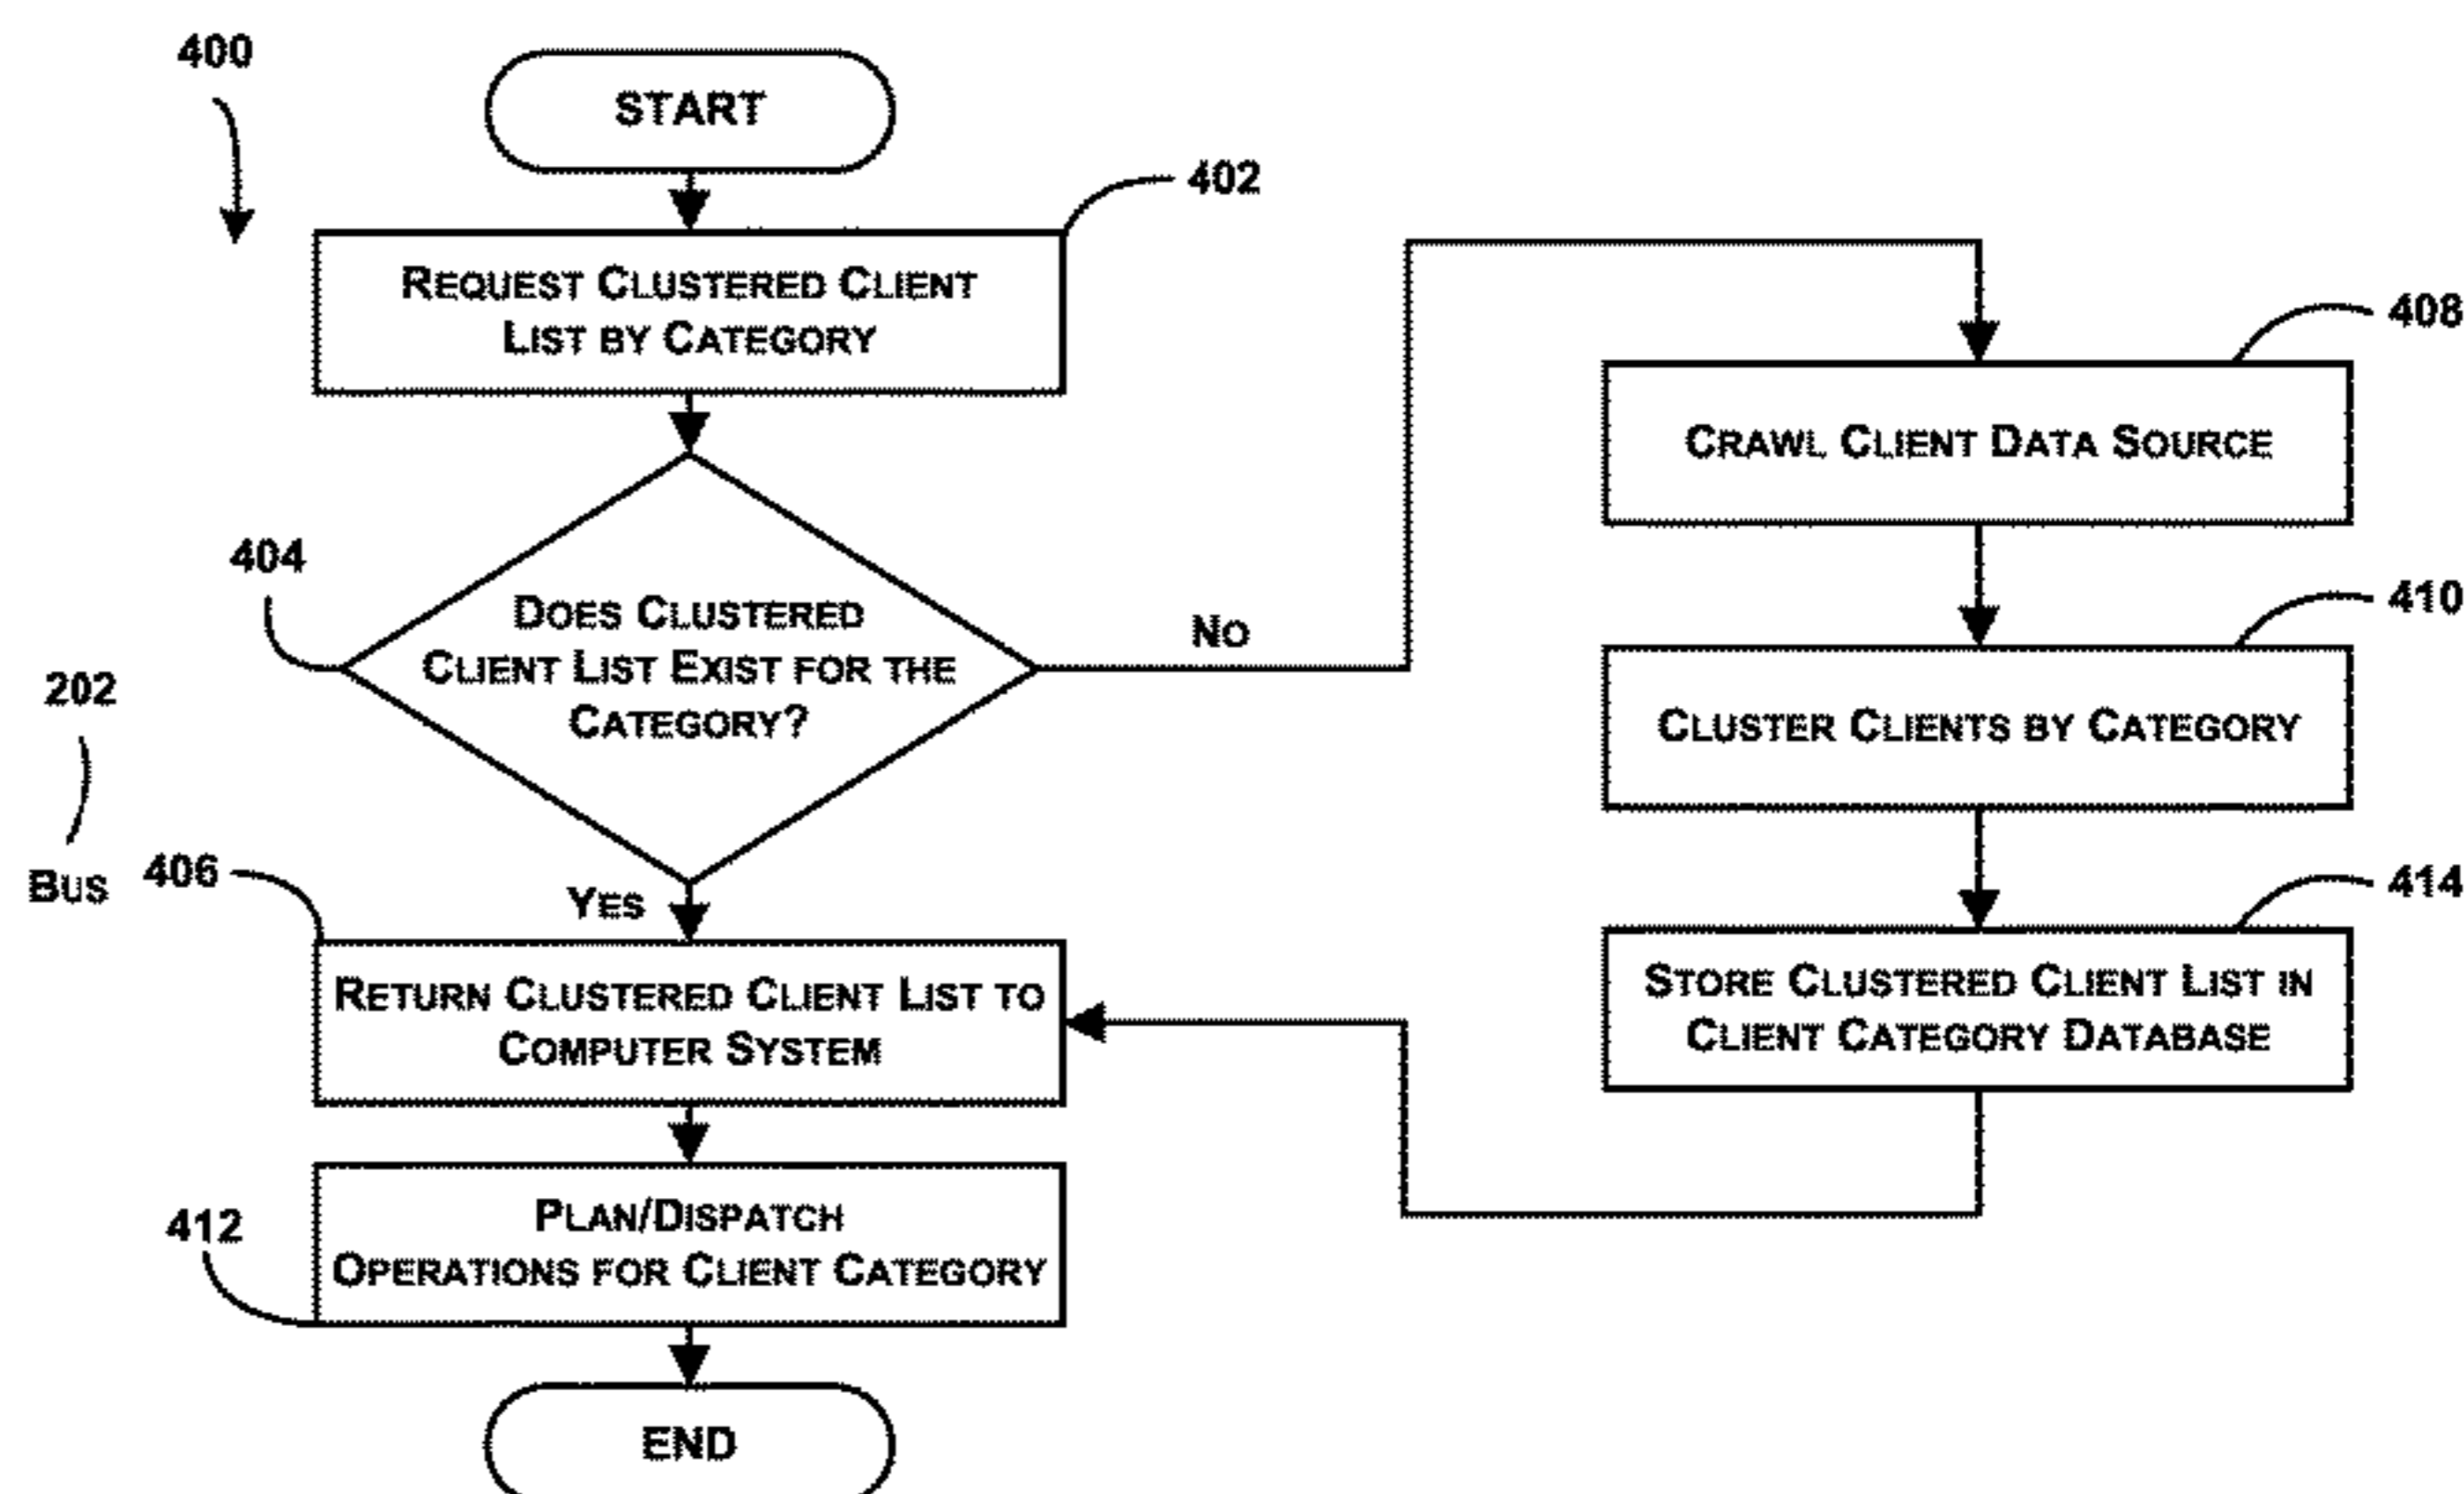 400
START
402
REQUEST CLUSTERED CLIENT
LIST BY CATEGORY
404
DOES CLUSTERED
CLIENT LIST EXIST FOR THE
CATEGORY?
NO
YES
202
BUS
406
RETURN CLUSTERED CLIENT LIST TO
COMPUTER SYSTEM
412
PLAN/DISPATCH
OPERATIONS FOR CLIENT CATEGORY
END
408
CRAWL CLIENT DATA SOURCE
410
CLUSTER CLIENTS BY CATEGORY
414
STORE CLUSTERED CLIENT LIST IN
CLIENT CATEGORY DATABASE